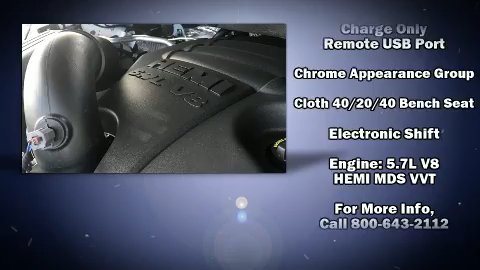 HEMI
5.7L V8
Charge Only
Remote USB Port
Chrome Appearance Group
Cloth 40/20/40 Bench Seat
Electronic Shift
Engine: 5.7L V8
HEMI MDS VVT
For More Info,
Call 800-643-2112